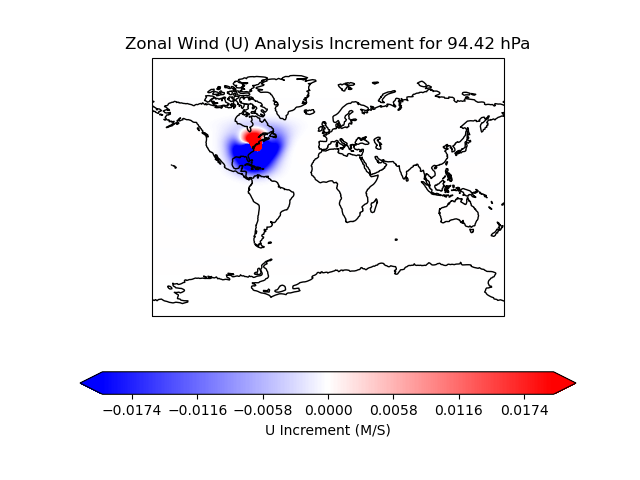 Zonal Wind (U) Analysis Increment for 94.42 hPa
−0.0174 −0.0116 −0.0058 0.0000 0.0058 0.0116 0.0174
U Increment (M/S)